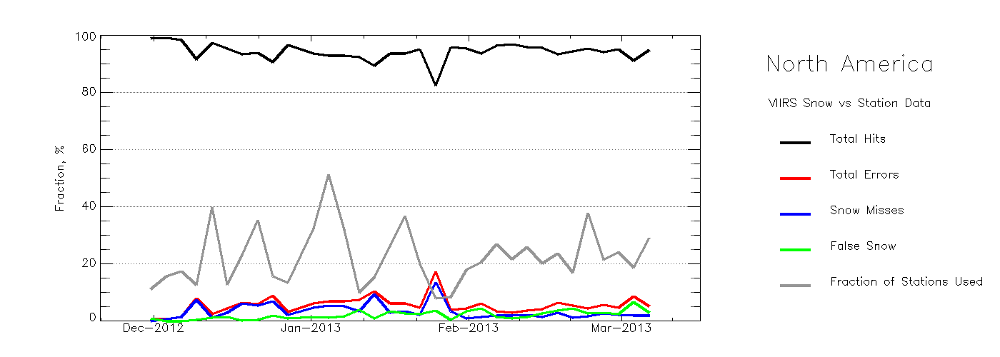 North America
VIIRS Snow vs Station Data
Total Hits
Total Errors
Snow Misses
False Snow
Fraction of Stations Used
Fraction, %
100
80
60
40
20
0
Dec-2012 Jan-2013 Feb-2013 Mar-2013